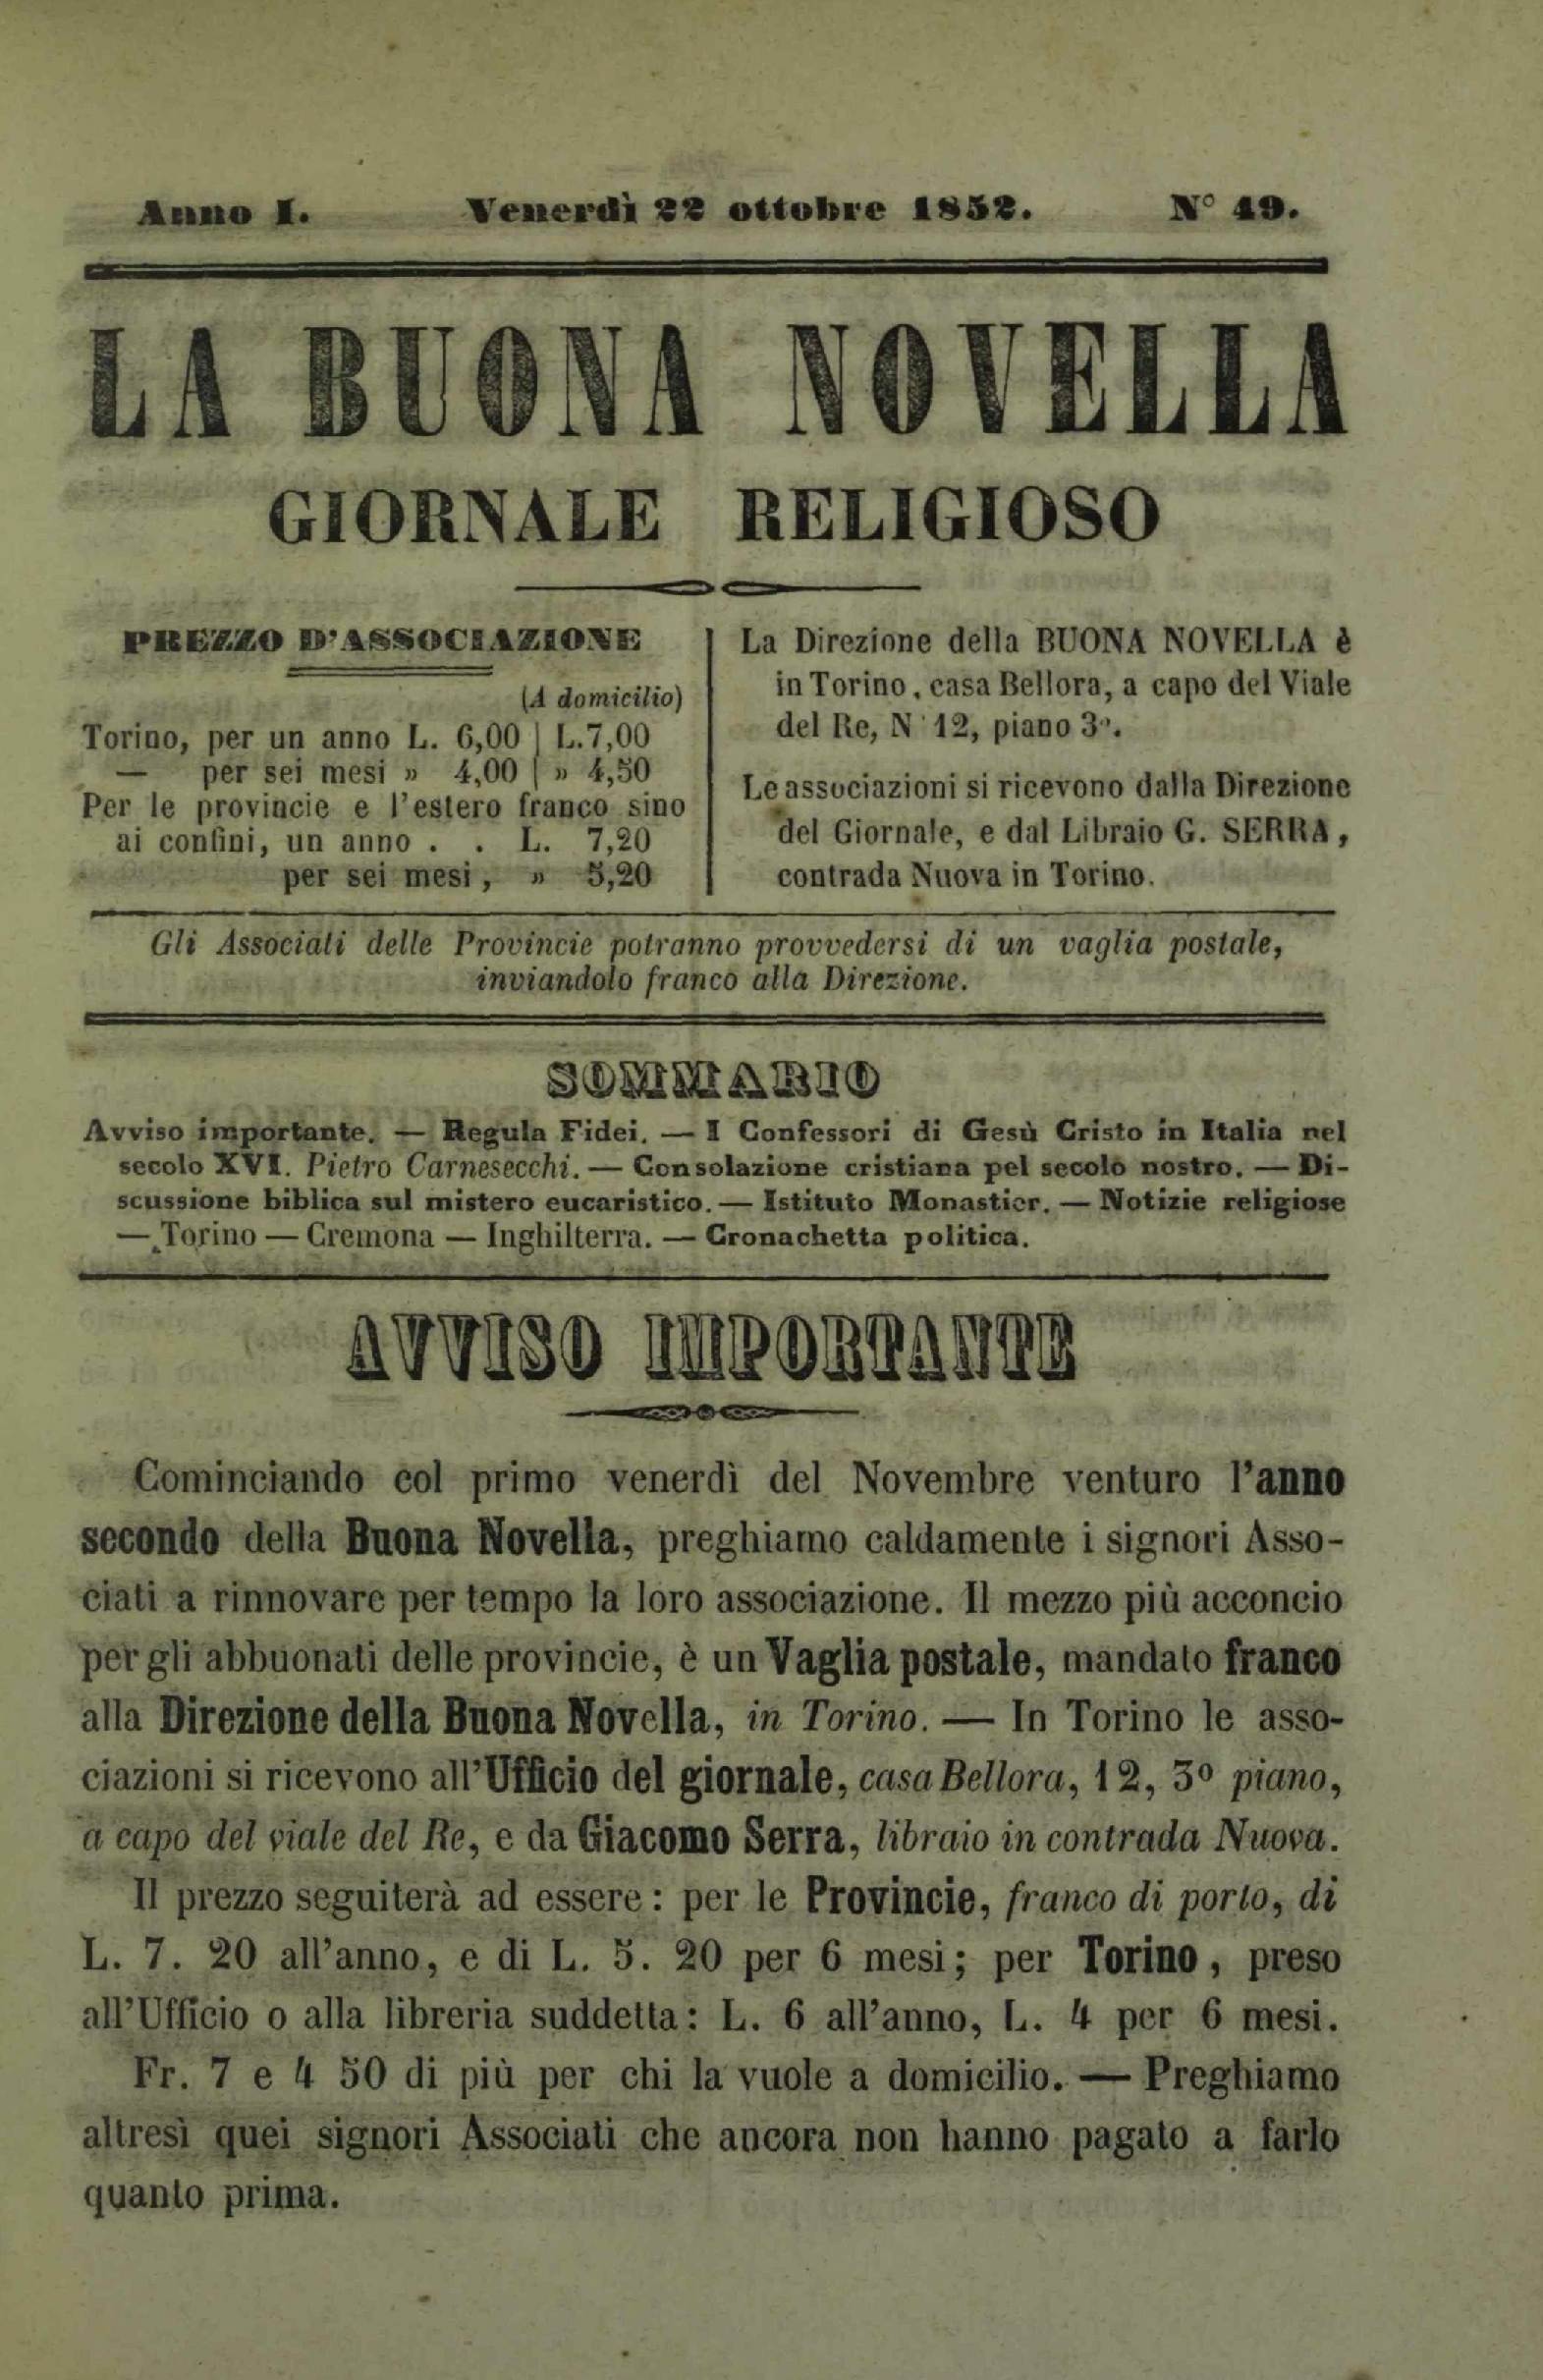 Anno I. Venerdì 22 ottobre 1852. N° 49.
LA BUONA NOVELLA
GIORNALE RELIGIOSO
PREZZO D'ASSOCIAZIONE
(A domicilio)
Torino, per un anno L. 6,00 | L. 7,00
— per sei mesi » 4,00 | » 4,50
Per le provincie e l'estero franco sino
ai confini, un anno . . L. 7,20
per sei mesi, » 5,20
La Direzione della BUONA NOVELLA è
in Torino, casa Bellora, a capo del Viale
del Re, N° 12, piano 3°.
Le associazioni si ricevono dalla Direzione
del Giornale, e dal Libraio G. SERRA,
contrada Nuova in Torino.
Gli Associati delle Provincie potranno provvedersi di un vaglia postale,
inviandolo franco alla Direzione.
SOMMARIO
Avviso importante. — Regula Fidei. — I Confessori di Gesù Cristo in Italia nel
secolo XVI. Pietro Carnesecchi. — Consolazione cristiana pel secolo nostro. — Di-
scussione biblica sul mistero eucaristico. — Istituto Monastier. — Notizie religiose
— Torino — Cremona — Inghilterra. — Cronachetta politica.
AVVISO IMPORTANTE
Cominciando col primo venerdì del Novembre venturo l'anno
secondo della Buona Novella, preghiamo caldamente i signori Asso-
ciati a rinnovare per tempo la loro associazione. Il mezzo più acconcio
per gli abbuonati delle provincie, è un Vaglia postale, mandato franco
alla Direzione della Buona Novella, in Torino. — In Torino le asso-
ciazioni si ricevono all'Ufficio del giornale, casa Bellora, 12, 3° piano,
a capo del viale del Re, e da Giacomo Serra, libraio in contrada Nuova.
Il prezzo seguiterà ad essere: per le Provincie, franco di porto, di
L. 7. 20 all'anno, e di L. 5. 20 per 6 mesi; per Torino, preso
all'Ufficio o alla libreria suddetta: L. 6 all'anno, L. 4 per 6 mesi.
Fr. 7 e 4 50 di più per chi la vuole a domicilio. — Preghiamo
altresì quei signori Associati che ancora non hanno pagato a farlo
quanto prima.